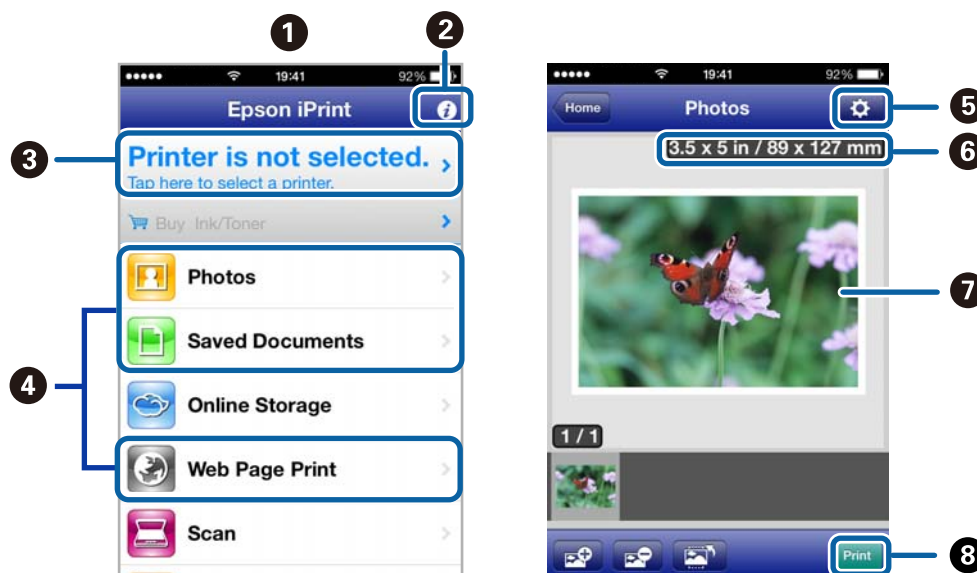 1
2
19:41 92%
Epson iPrint
3
Printer is not selected.
Tap here to select a printer.
Buy Ink/Toner
4
Photos
Saved Documents
Online Storage
Web Page Print
Scan
19:41 92%
Home Photos
5
3.5 x 5 in / 89 x 127 mm
6
7
1 / 1
Print
8